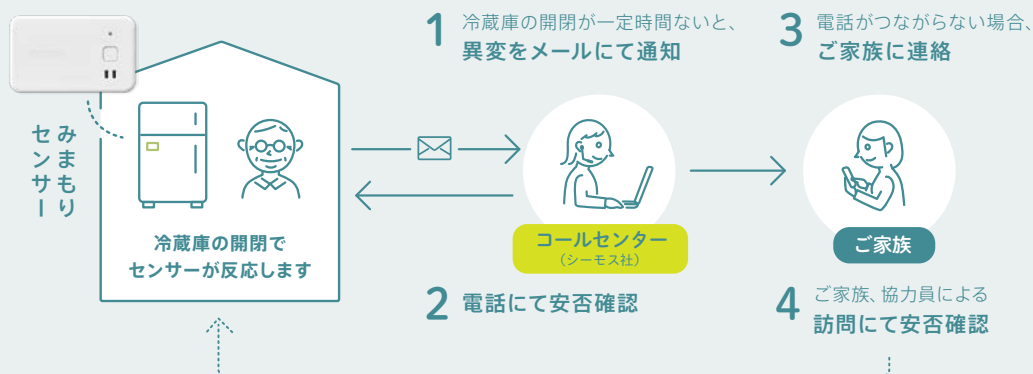 みまもり
センサー
冷蔵庫の開閉で
センサーが反応します
1
冷蔵庫の開閉が一定時間ないと、
異変をメールにて通知
コールセンター
（シーモス社）
2
電話にて安否確認
3
電話がつながらない場合、
ご家族に連絡
ご家族
4
ご家族、協力員による
訪問にて安否確認